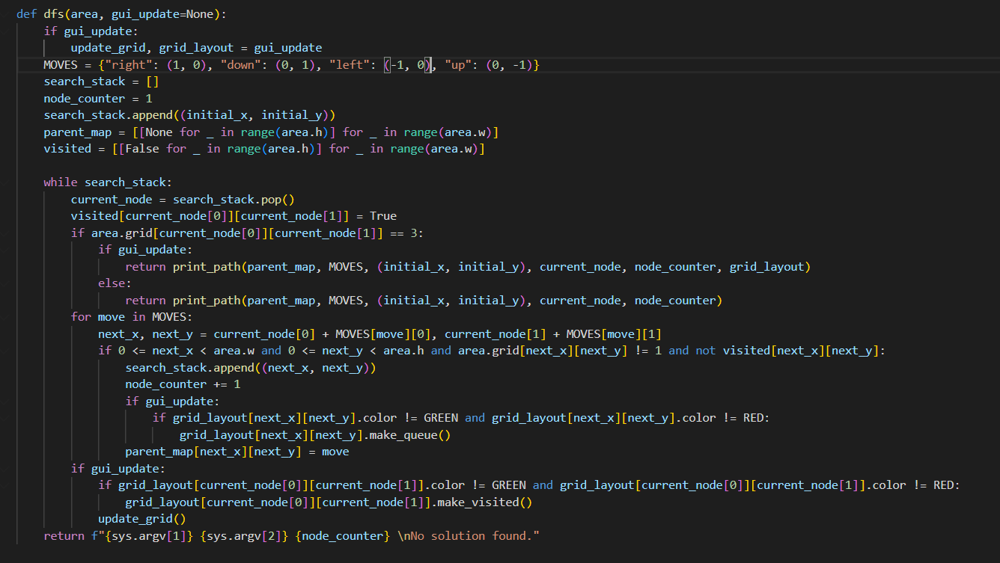 def dfs(area, gui_update=None):
    if gui_update:
        update_grid, grid_layout = gui_update
    MOVES = {"right": (1, 0), "down": (0, 1), "left": (-1, 0), "up": (0, -1)}
    search_stack = []
    node_counter = 1
    search_stack.append((initial_x, initial_y))
    parent_map = [[None for _ in range(area.h)] for _ in range(area.w)]
    visited = [[False for _ in range(area.h)] for _ in range(area.w)]

    while search_stack:
        current_node = search_stack.pop()
        visited[current_node[0]][current_node[1]] = True
        if area.grid[current_node[0]][current_node[1]] == 3:
            if gui_update:
                return print_path(parent_map, MOVES, (initial_x, initial_y), current_node, node_counter, grid_layout)
            else:
                return print_path(parent_map, MOVES, (initial_x, initial_y), current_node, node_counter)
        for move in MOVES:
            next_x, next_y = current_node[0] + MOVES[move][0], current_node[1] + MOVES[move][1]
            if 0 <= next_x < area.w and 0 <= next_y < area.h and area.grid[next_x][next_y] != 1 and not visited[next_x][next_y]:
                search_stack.append((next_x, next_y))
                node_counter += 1
                if gui_update:
                    if grid_layout[next_x][next_y].color != GREEN and grid_layout[next_x][next_y].color != RED:
                        grid_layout[next_x][next_y].make_queue()
                parent_map[next_x][next_y] = move
        if gui_update:
            if grid_layout[current_node[0]][current_node[1]].color != GREEN and grid_layout[current_node[0]][current_node[1]].color != RED:
                grid_layout[current_node[0]][current_node[1]].make_visited()
            update_grid()
    return f"{sys.argv[1]} {sys.argv[2]} {node_counter} \nNo solution found."